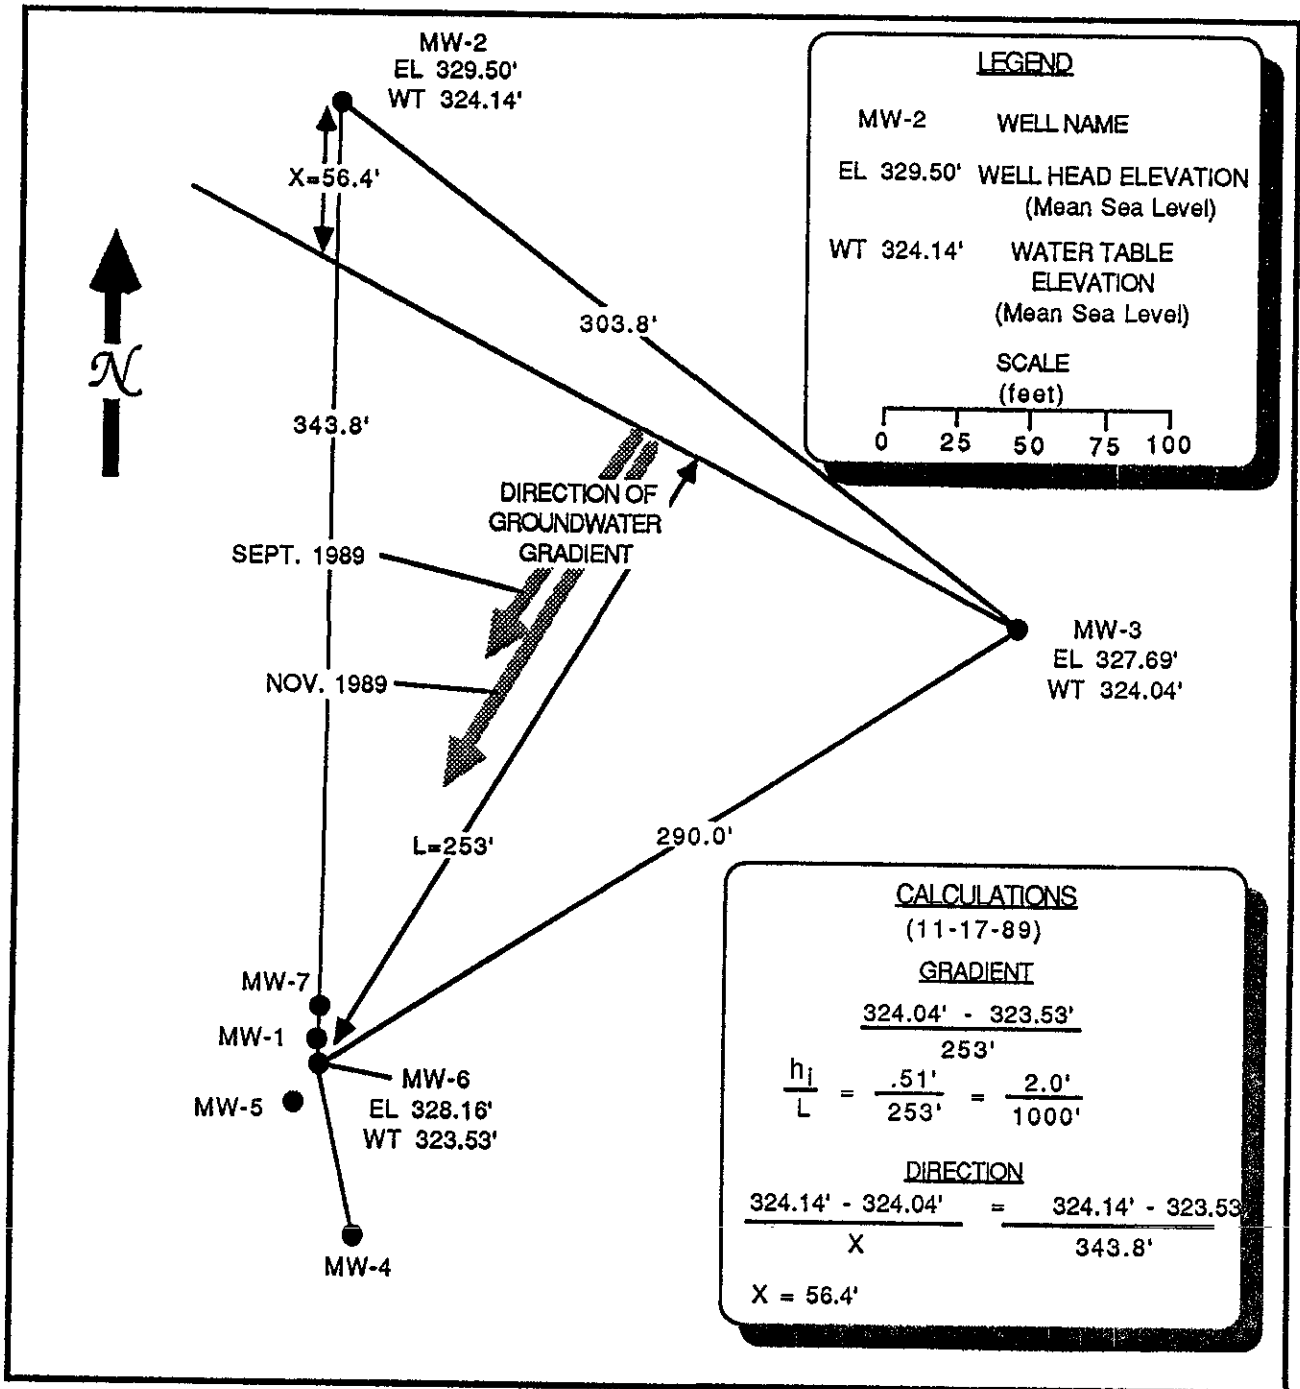 MW-2
EL 329.50'
WT 324.14'
X=56.4'
N
303.8'
343.8'
DIRECTION OF
GROUNDWATER
GRADIENT
SEPT. 1989
NOV. 1989
MW-3
EL 327.69'
WT 324.04'
L=253'
290.0'
MW-7
MW-1
MW-6
EL 328.16'
WT 323.53'
MW-5
MW-4
LEGEND
MW-2 WELL NAME
EL 329.50' WELL HEAD ELEVATION
(Mean Sea Level)
WT 324.14' WATER TABLE
ELEVATION
(Mean Sea Level)
SCALE
(feet)
0 25 50 75 100
CALCULATIONS
(11-17-89)
GRADIENT
324.04' - 323.53'
253'
hi = .51' = 2.0'
L 253' 1000'
DIRECTION
324.14' - 324.04' = 324.14' - 323.53
X 343.8'
X = 56.4'